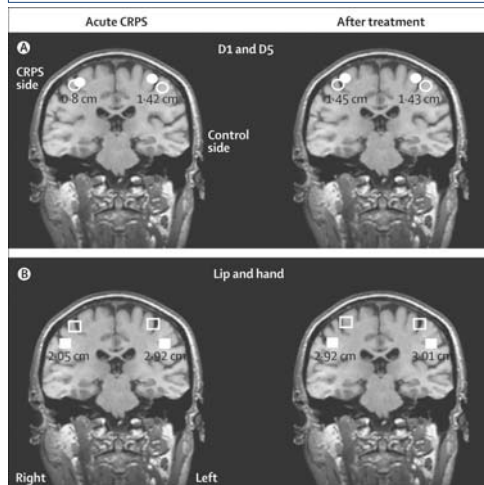 Acute CRPS
After treatment
A
D1 and D5
CRPS
side
0·8 cm
1·42 cm
1·45 cm
1·43 cm
Control
side
B
Lip and hand
2·05 cm
2·92 cm
2·92 cm
3·01 cm
Right
Left